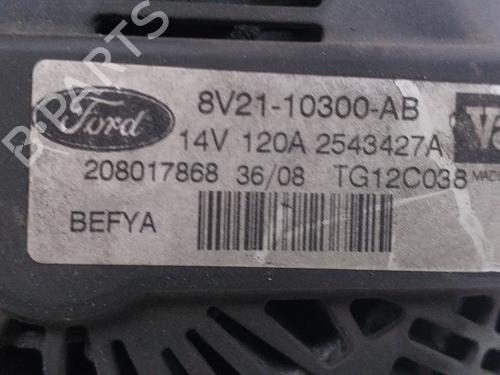 B-PARTS
Ford
8V21-10300-AB
14V 120A 2543427A
208017868 36/08 TG12C038
BEFYA